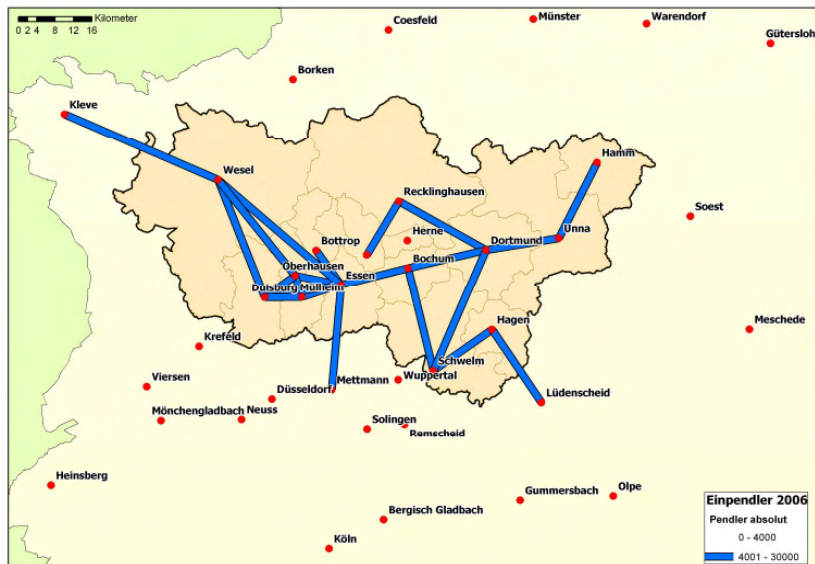 Kilometer
0 2 4 8 12 16
Coesfeld
Münster
Warendorf
Gütersloh
Borken
Kleve
Wesel
Hamm
Recklinghausen
Soest
Herne
Unna
Dortmund
Bottrop
Bochum
Oberhausen
Essen
Duisburg
Mülheim
Hagen
Meschede
Krefeld
Schwelm
Wuppertal
Viersen
Mettmann
Düsseldorf
Lüdenscheid
Mönchengladbach
Neuss
Solingen
Remscheid
Heinsberg
Gummersbach
Olpe
Bergisch Gladbach
Köln
Einpendler 2006
Pendler absolut
0 - 4000
4001 - 30000